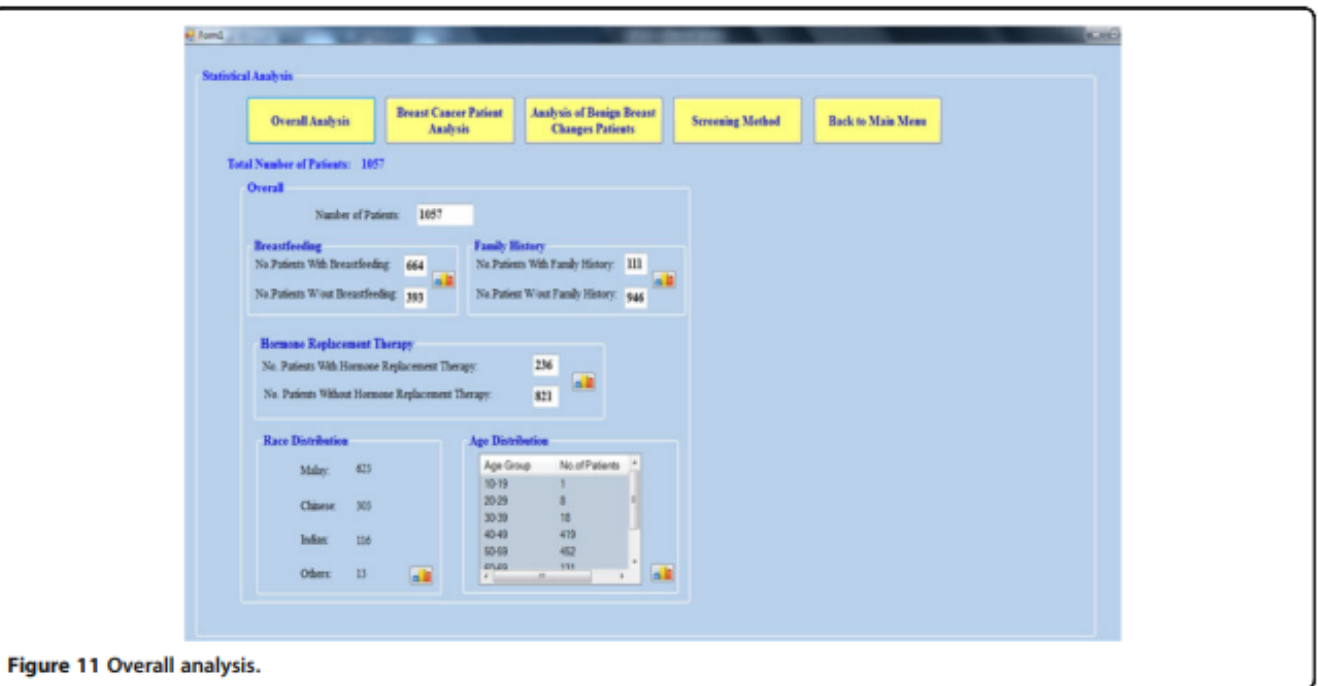 Form1
Statistical Analysis
Overall Analysis
Breast Cancer Patient
Analysis
Analysis of Benign Breast
Changes Patients
Screening Method
Back to Main Menu
Total Number of Patients: 1057
Overall
Number of Patients: 1057
Breastfeeding
No.Patients With Breastfeeding: 664
No.Patients W/out Breastfeeding: 393
Family History
No.Patients With Family History: 111
No.Patient W/out Family History: 946
Hormone Replacement Therapy
No. Patients With Hormone Replacement Therapy: 236
No. Patients Without Hormone Replacement Therapy: 821
Race Distribution
Malay:
Chinese:
Indian: 116
Others: 13
Age Distribution
Age Group No.of Patients
10-19 1
20-29 8
30-39 18
40-49 419
50-59 452
60-69 131
Figure 11 Overall analysis.